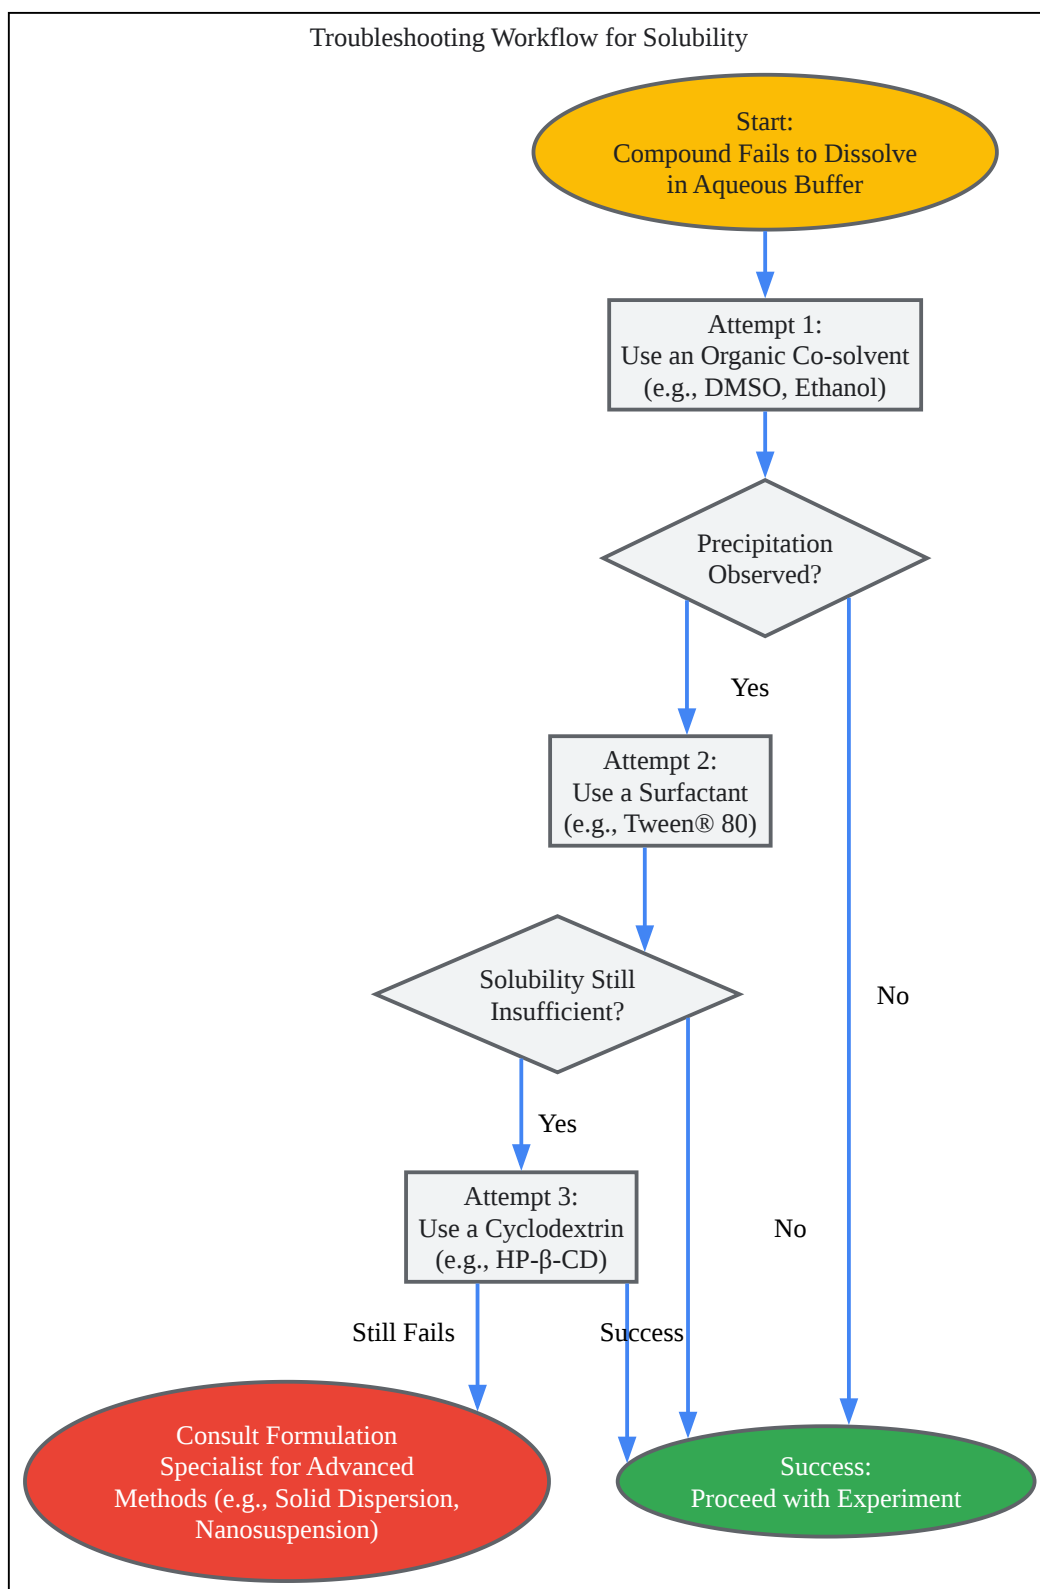 Troubleshooting Workflow for Solubility
Start:
Compound Fails to Dissolve
in Aqueous Buffer
Attempt 1:
Use an Organic Co-solvent
(e.g., DMSO, Ethanol)
Precipitation
Observed?
Yes
Attempt 2:
Use a Surfactant
(e.g., Tween® 80)
Solubility Still
Insufficient?
No
Yes
Attempt 3:
Use a Cyclodextrin
(e.g., HP-β-CD)
No
Still Fails
Success
Consult Formulation
Specialist for Advanced
Methods (e.g., Solid Dispersion,
Nanosuspension)
Success:
Proceed with Experiment